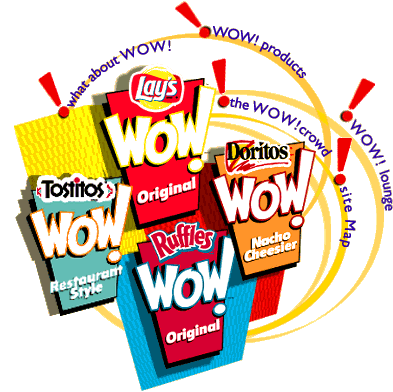 what about WOW!
WOW! products
the WOW! crowd
WOW! lounge
site Map
Lay's
WOW!
Original
Doritos
WOW!
Nacho
Cheesier
Tostitos
WOW!
Restaurant
Style
Ruffles
WOW!
Original